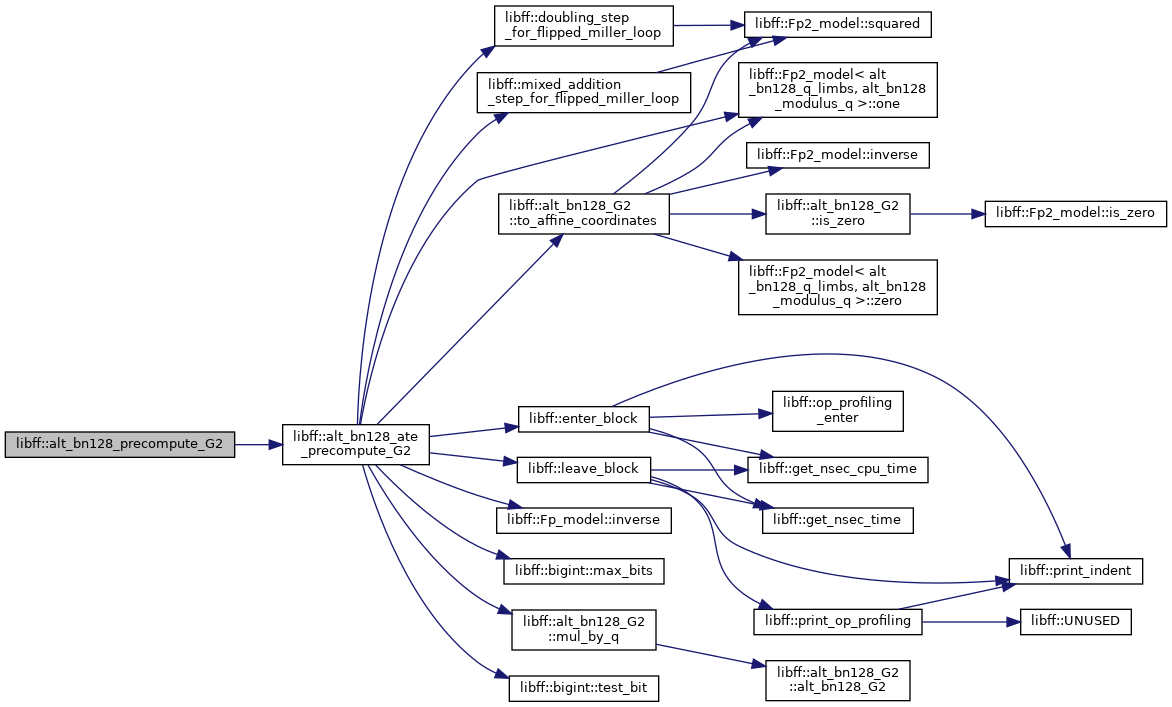 libff::alt_bn128_precompute_G2
libff::alt_bn128_ate
_precompute_G2
libff::doubling_step
_for_flipped_miller_loop
libff::mixed_addition
_step_for_flipped_miller_loop
libff::alt_bn128_G2
::to_affine_coordinates
libff::enter_block
libff::leave_block
libff::Fp_model::inverse
libff::bigint::max_bits
libff::alt_bn128_G2
::mul_by_q
libff::bigint::test_bit
libff::Fp2_model::squared
libff::Fp2_model< alt
_bn128_q_limbs, alt_bn128
_modulus_q >::one
libff::Fp2_model::inverse
libff::alt_bn128_G2
::is_zero
libff::Fp2_model< alt
_bn128_q_limbs, alt_bn128
_modulus_q >::zero
libff::op_profiling
_enter
libff::get_nsec_cpu_time
libff::get_nsec_time
libff::print_op_profiling
libff::alt_bn128_G2
::alt_bn128_G2
libff::Fp2_model::is_zero
libff::print_indent
libff::UNUSED